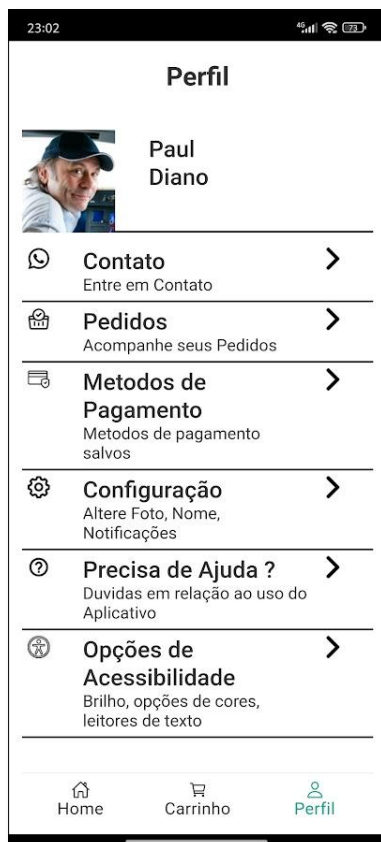 23:02
4G
73
Perfil
Paul
Diano
Contato
Entre em Contato
Pedidos
Acompanhe seus Pedidos
Metodos de
Pagamento
Metodos de pagamento
salvos
Configuração
Altere Foto, Nome,
Notificações
Precisa de Ajuda ?
Duvidas em relação ao uso do
Aplicativo
Opções de
Acessibilidade
Brilho, opções de cores,
leitores de texto
Home
Carrinho
Perfil